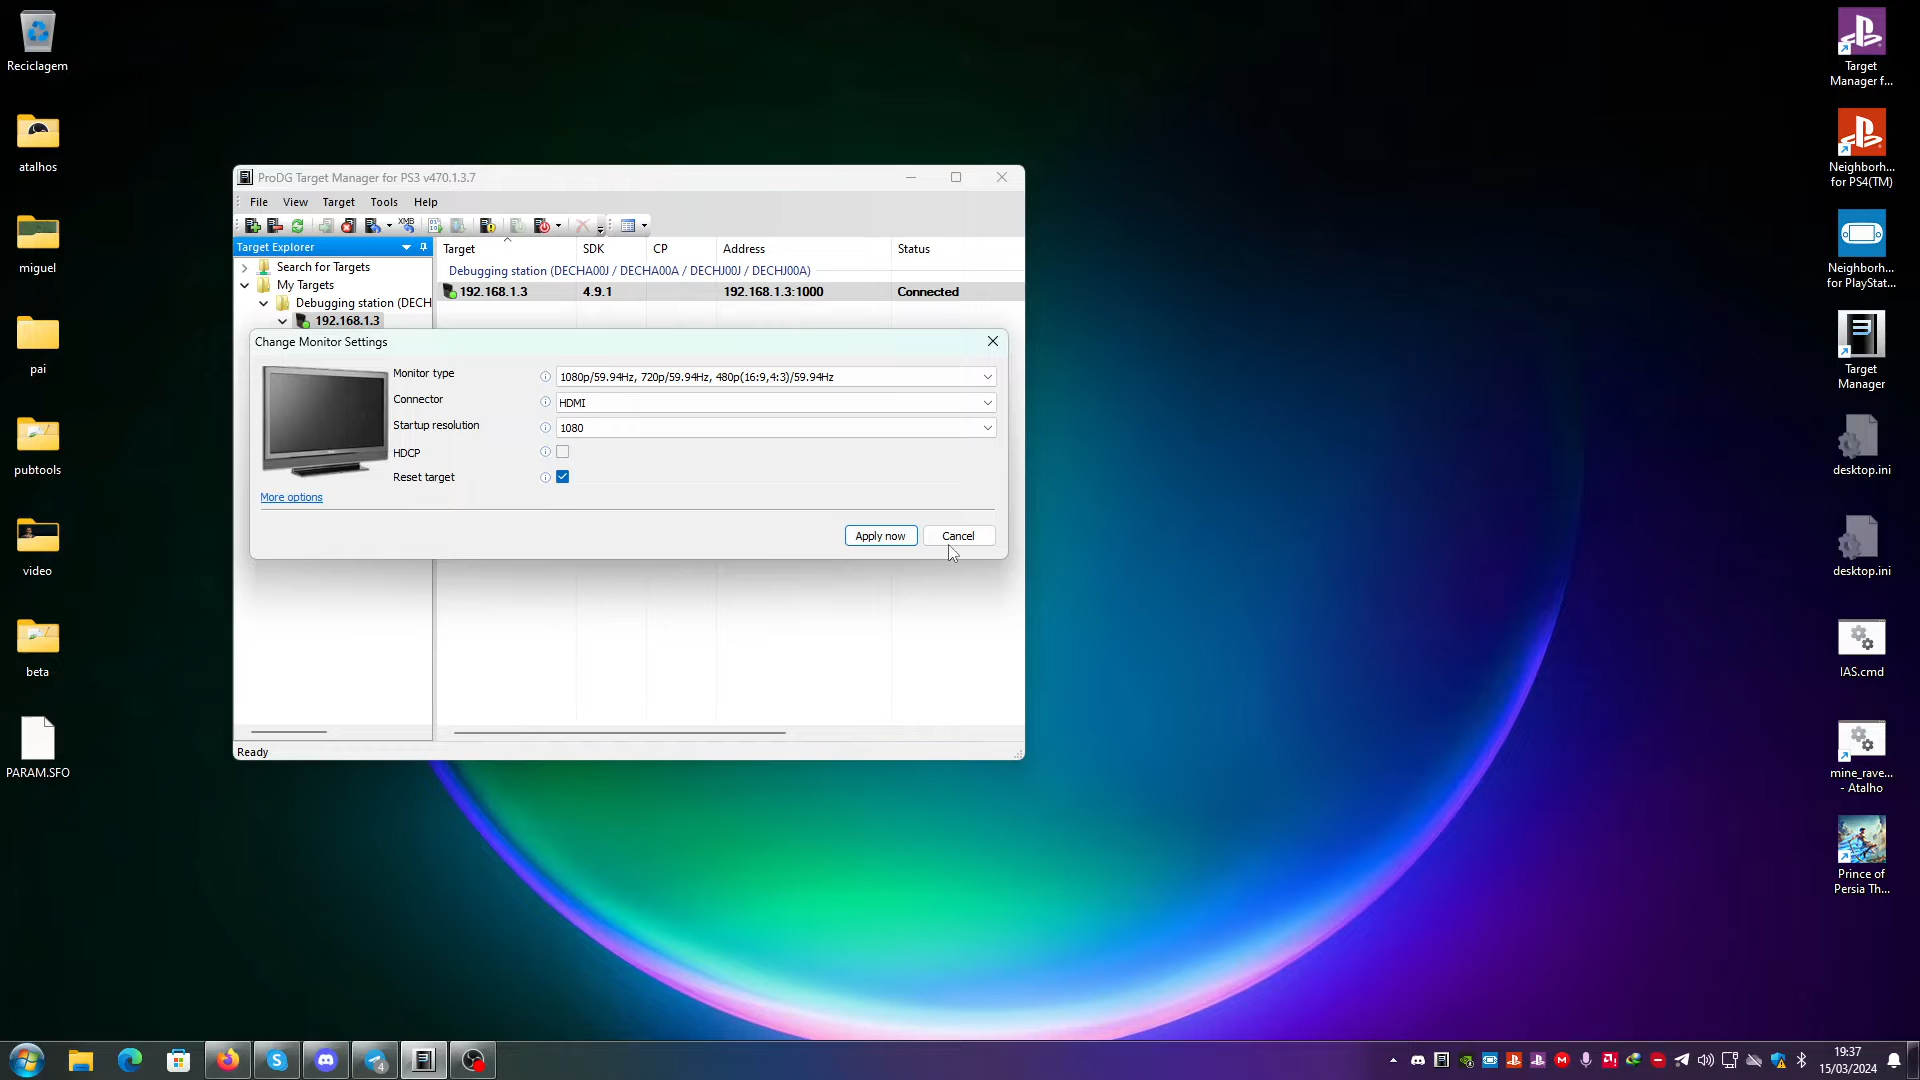 Reciclagem
atalhos
miguel
pai
pubtools
video
beta
PARAM.SFO
ProDG Target Manager for PS3 v470.1.3.7
File View Target Tools Help
XMB
Target Explorer
Search for Targets
My Targets
Debugging station (DECH
192.168.1.3
Target SDK CP Address Status
Debugging station (DECHA00J / DECHA00A / DECHJ00J / DECHJ00A)
192.168.1.3 4.9.1 192.168.1.3:1000 Connected
Change Monitor Settings
Monitor type 1080p/59.94Hz, 720p/59.94Hz, 480p(16:9,4:3)/59.94Hz
Connector HDMI
Startup resolution 1080
HDCP
Reset target
More options
Apply now Cancel
Ready
Target
Manager f...
Neighborh...
for PS4(TM)
Neighborh...
for PlayStat...
Target
Manager
desktop.ini
desktop.ini
IAS.cmd
mine_rave...
- Atalho
Prince of
Persia Th...
4
19:37
15/03/2024